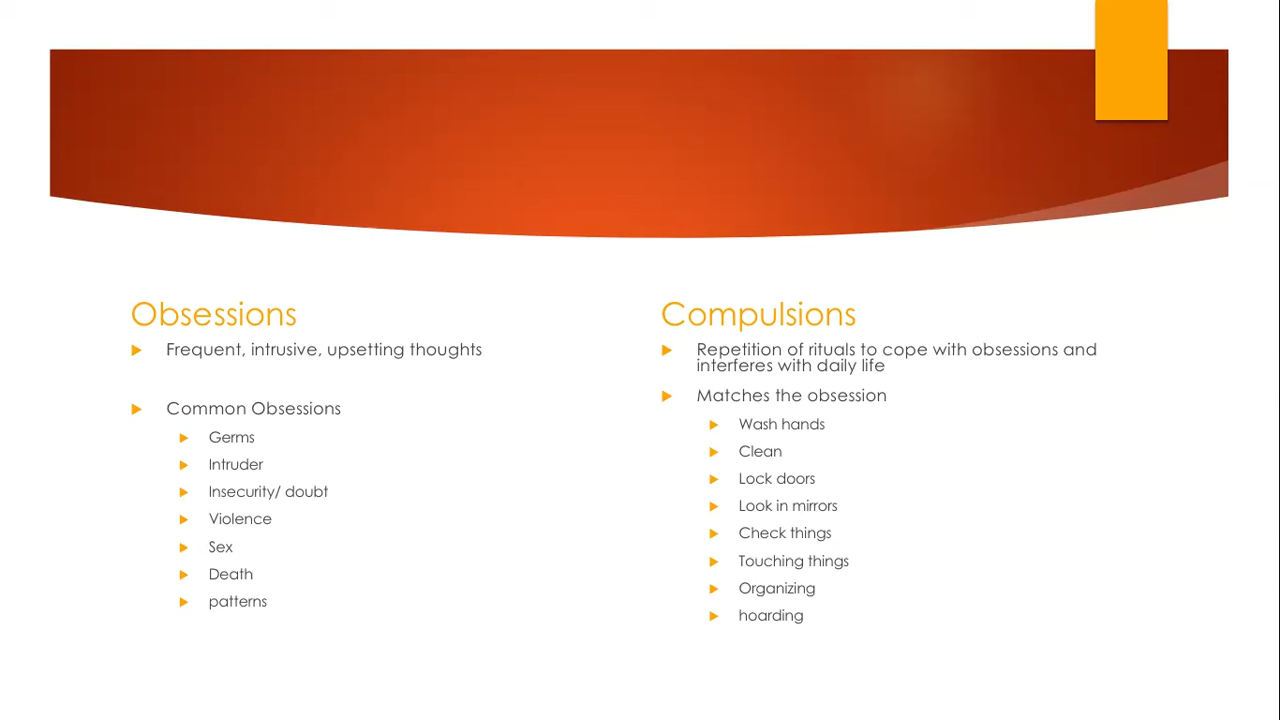 Obsessions
Frequent, intrusive, upsetting thoughts
Common Obsessions
Germs
Intruder
Insecurity/ doubt
Violence
Sex
Death
patterns
Compulsions
Repetition of rituals to cope with obsessions and
interferes with daily life
Matches the obsession
Wash hands
Clean
Lock doors
Look in mirrors
Check things
Touching things
Organizing
hoarding